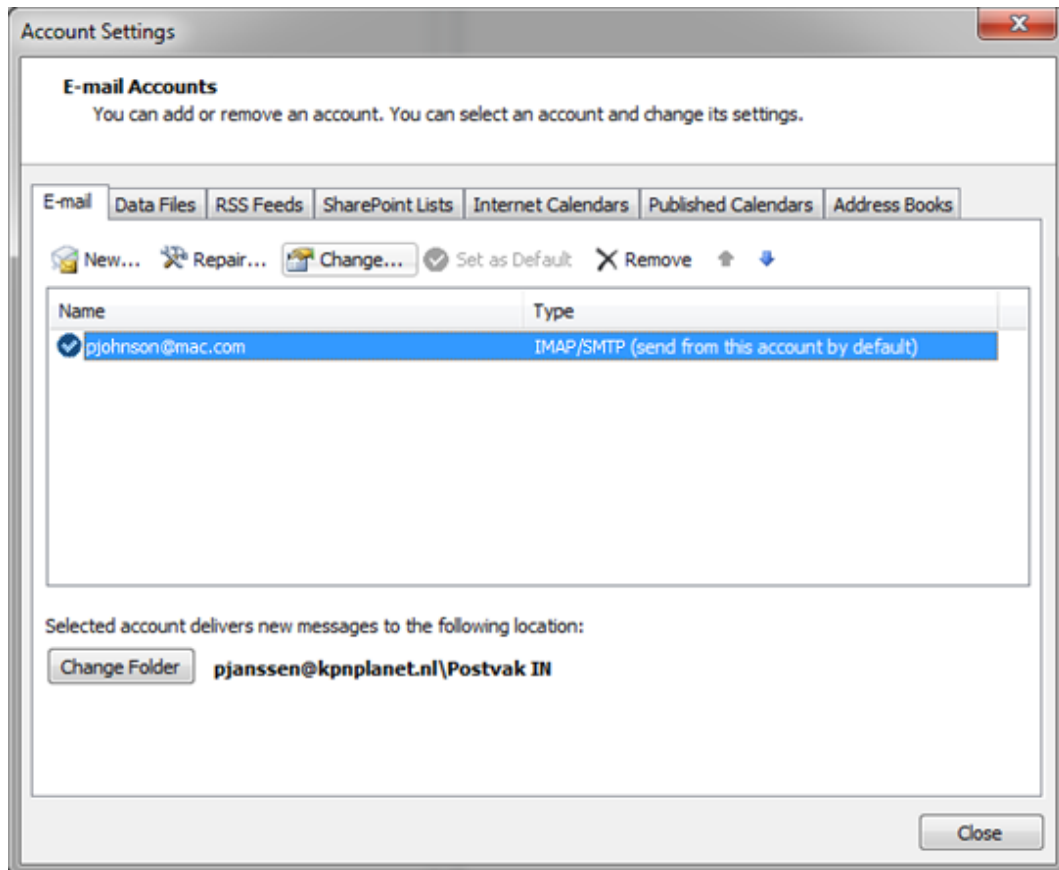 Account Settings
E-mail Accounts
You can add or remove an account. You can select an account and change its settings.
E-mail Data Files RSS Feeds SharePoint Lists Internet Calendars Published Calendars Address Books
New... Repair... Change... Set as Default Remove
Name Type
pjohnson@mac.com IMAP/SMTP (send from this account by default)
Selected account delivers new messages to the following location:
Change Folder pjanssen@kpnplanet.nl\Postvak IN
Close